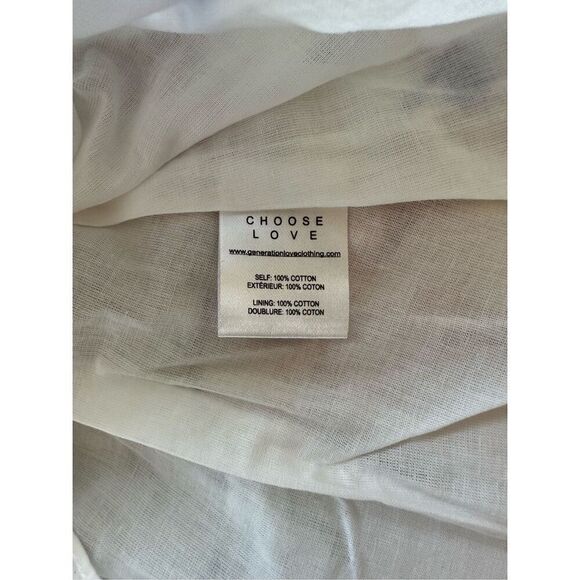 CHOOSE
LOVE
www.generationloveclothing.com
SELF: 100% COTTON
EXTÉRIEUR: 100% COTON
LINING: 100% COTTON
DOUBLURE: 100% COTON